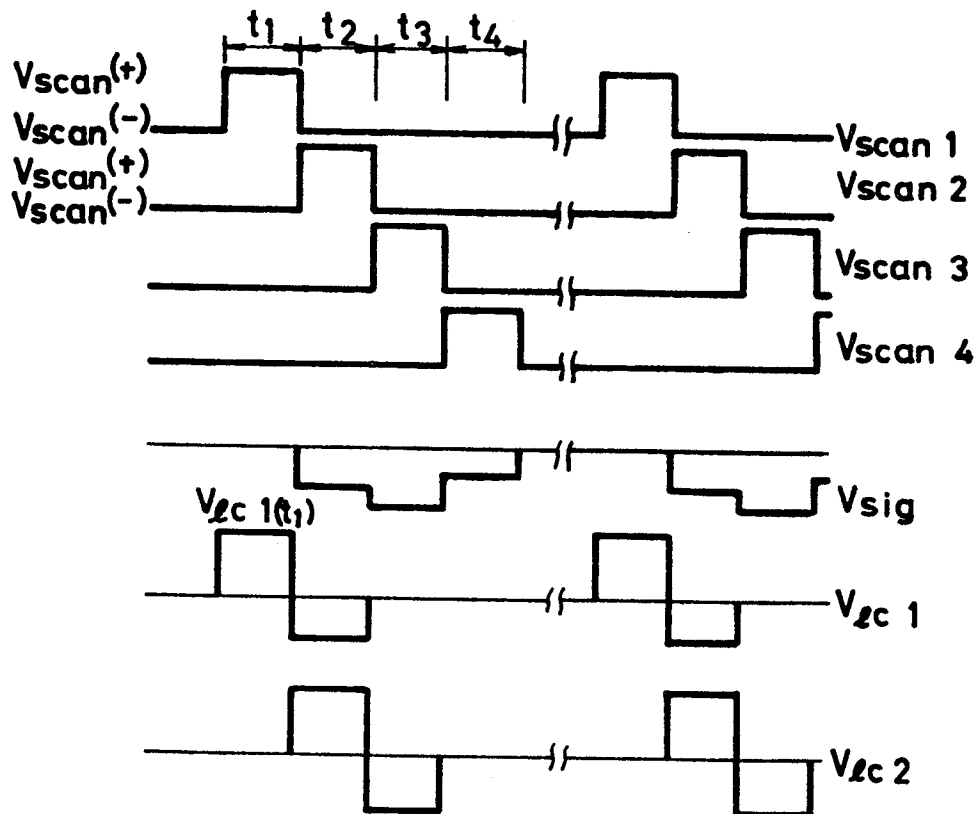 t1 t2 t3 t4
Vscan(+)
Vscan(-)
Vscan 1
Vscan(+)
Vscan(-)
Vscan 2
Vscan 3
Vscan 4
Vsig
Vℓc 1(t1)
Vℓc 1
Vℓc 2